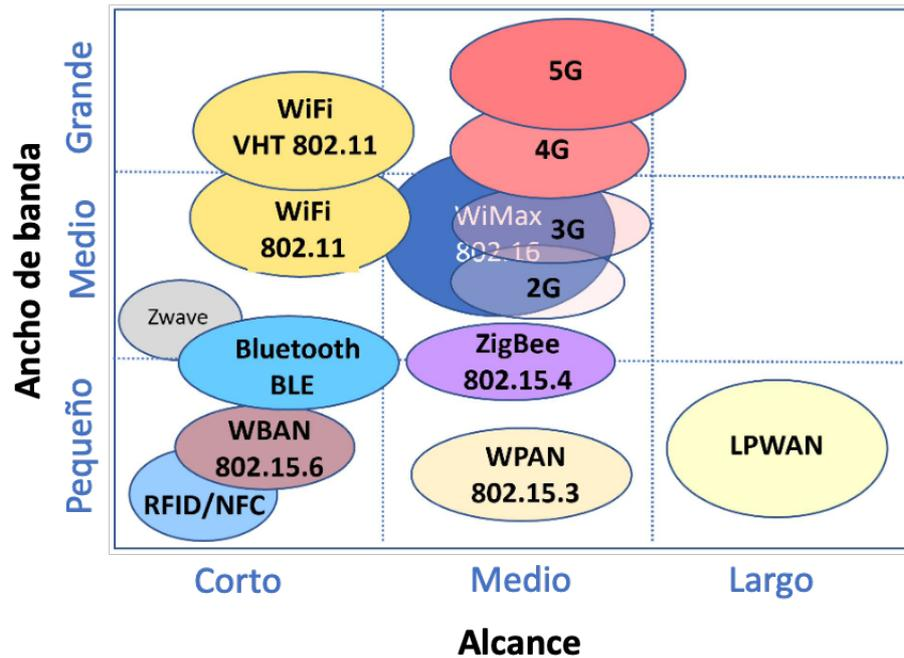 Ancho de banda
Grande
Medio
Pequeño
5G
WiFi
VHT 802.11
4G
WiFi
802.11
WiMax
802.16
3G
2G
Zwave
Bluetooth
BLE
ZigBee
802.15.4
WBAN
802.15.6
RFID/NFC
WPAN
802.15.3
LPWAN
Corto
Medio
Largo
Alcance